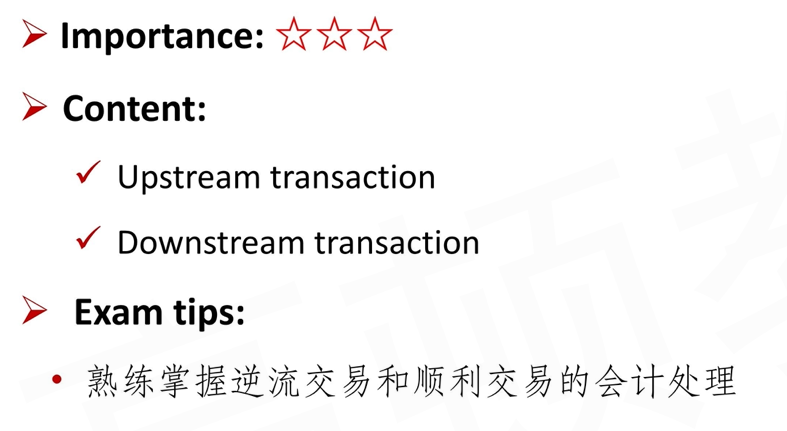 Importance: ☆☆☆
Content:
Upstream transaction
Downstream transaction
Exam tips:
熟练掌握逆流交易和顺利交易的会计处理